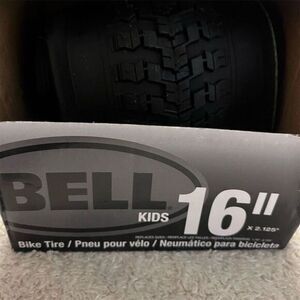 BELL
KIDS
16"
X 2.125"
Bike Tire / Pneu pour vélo / Neumático para bicicleta